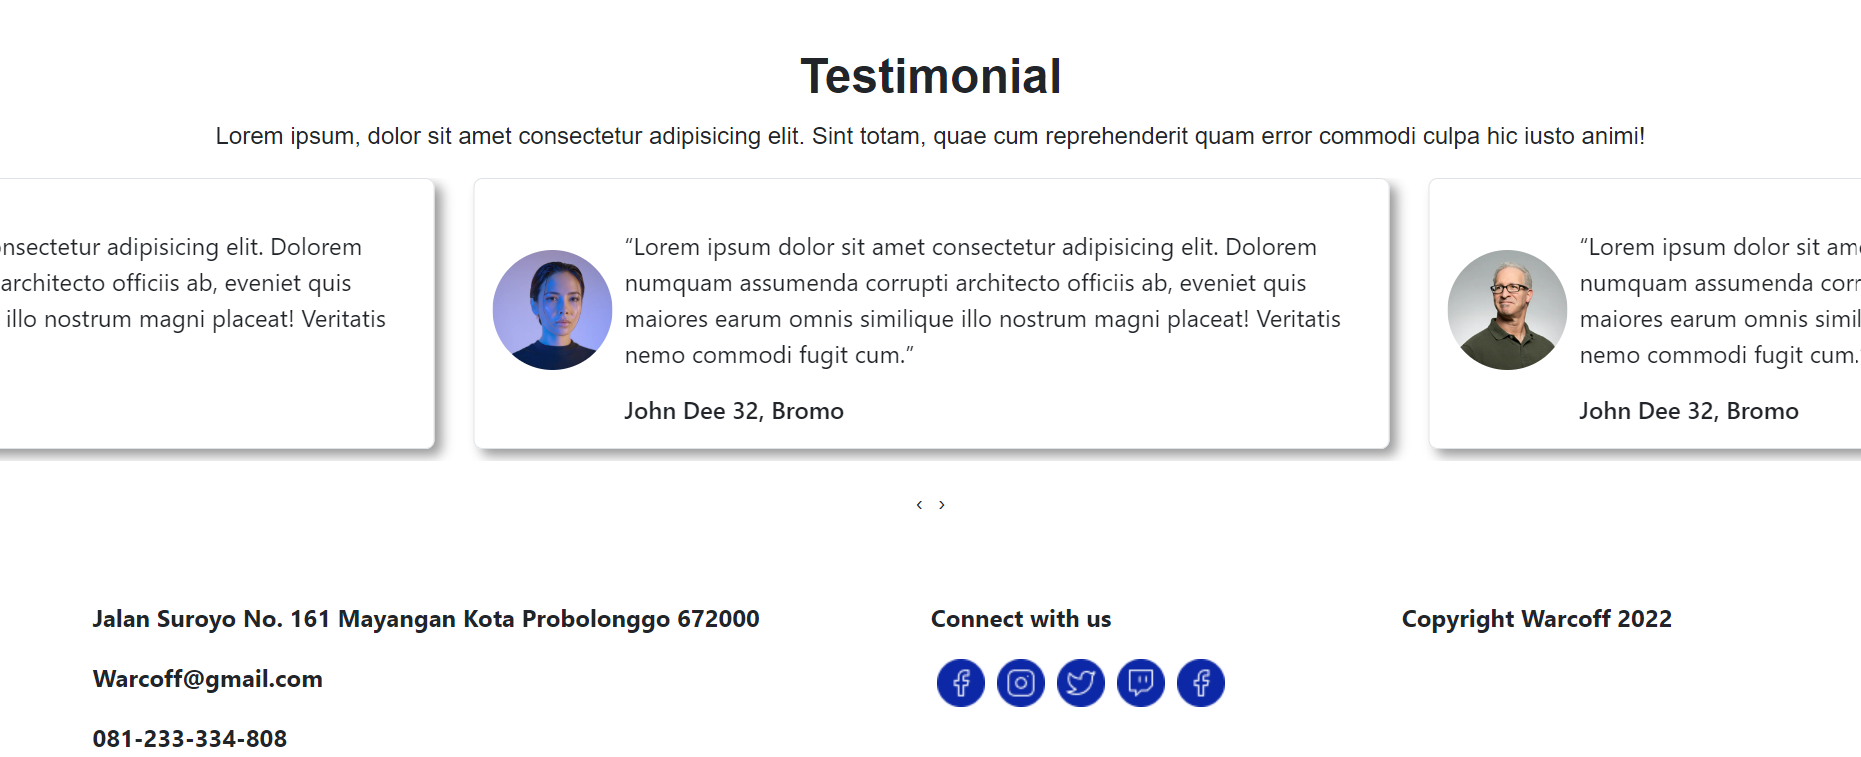 Testimonial
Lorem ipsum, dolor sit amet consectetur adipisicing elit. Sint totam, quae cum reprehenderit quam error commodi culpa hic iusto animi!
nsectetur adipisicing elit. Dolorem
architecto officiis ab, eveniet quis
illo nostrum magni placeat! Veritatis
“Lorem ipsum dolor sit amet consectetur adipisicing elit. Dolorem
numquam assumenda corrupti architecto officiis ab, eveniet quis
maiores earum omnis similique illo nostrum magni placeat! Veritatis
nemo commodi fugit cum.”
John Dee 32, Bromo
“Lorem ipsum dolor sit am
numquam assumenda corr
maiores earum omnis simil
nemo commodi fugit cum.
John Dee 32, Bromo
‹ ›
Jalan Suroyo No. 161 Mayangan Kota Probolonggo 672000
Warcoff@gmail.com
081-233-334-808
Connect with us
Copyright Warcoff 2022